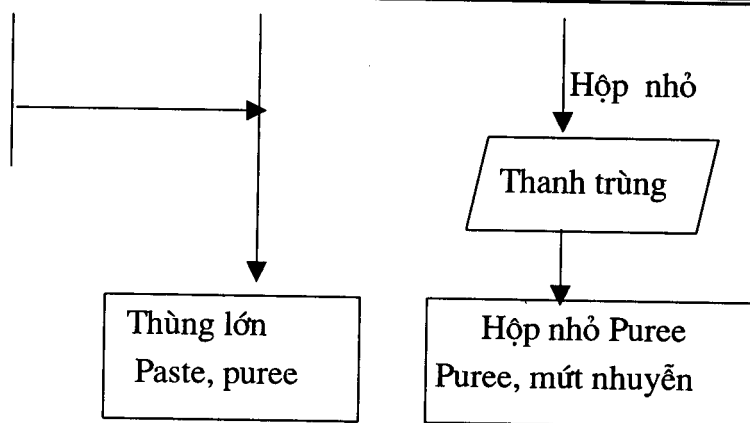 Hộp nhỏ
Thanh trùng
Thùng lớn
Paste, puree
Hộp nhỏ Puree
Puree, mứt nhuyễn